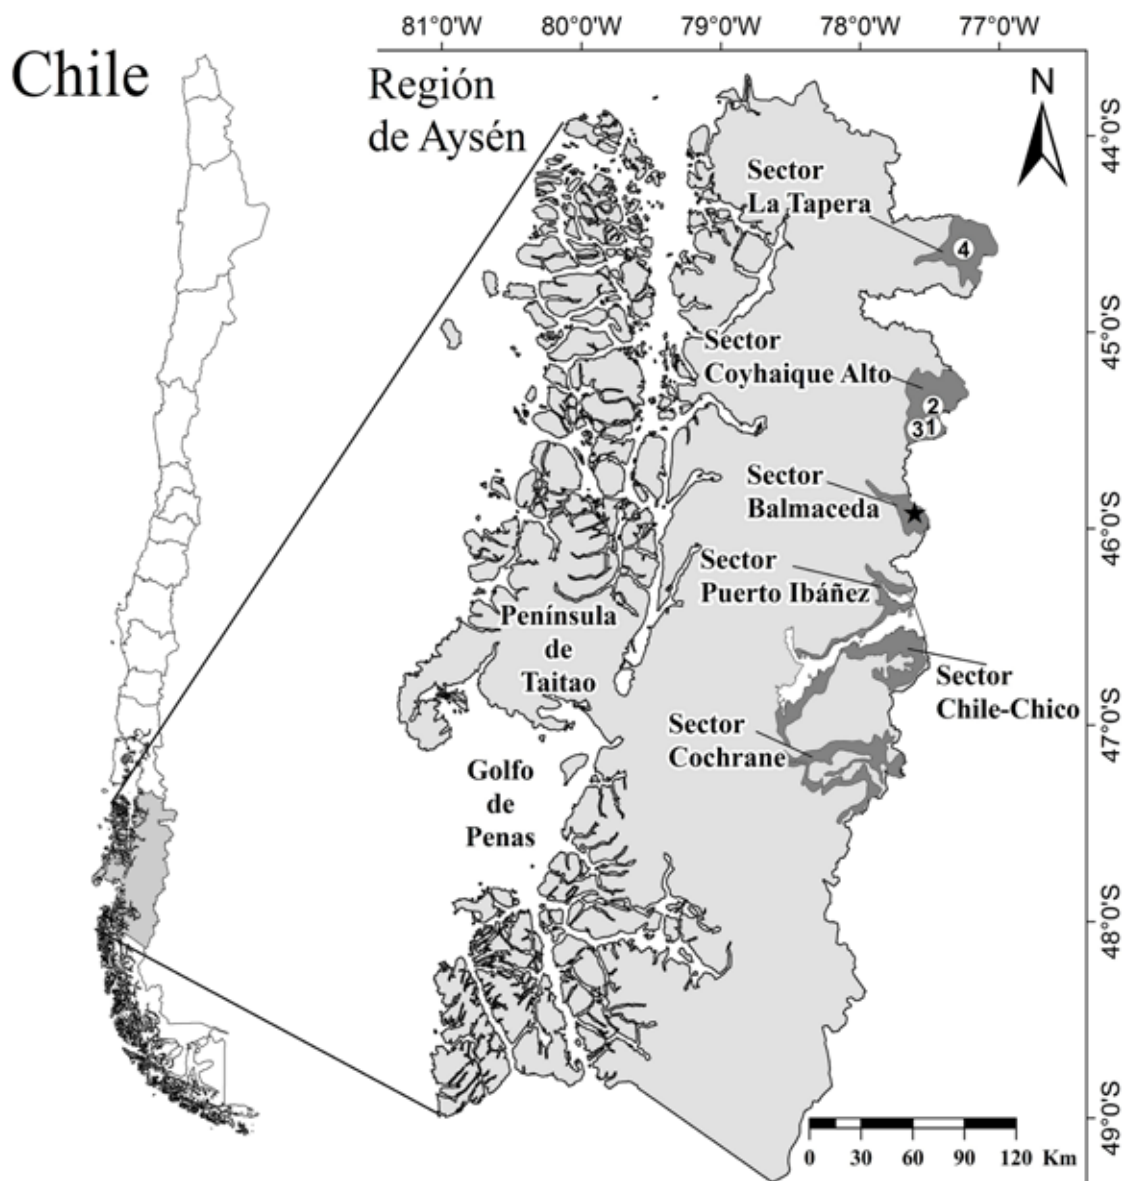 81°0'W 80°0'W 79°0'W 78°0'W 77°0'W
Chile
Región
de Aysén
N
44°0'S
Sector
La Tapera
4
45°0'S
Sector
Coyhaique Alto
2
31
Sector
Balmaceda
46°0'S
Sector
Puerto Ibáñez
Península
de
Taitao
Sector
Chile-Chico
47°0'S
Sector
Cochrane
Golfo
de
Penas
48°0'S
49°0'S
0 30 60 90 120 Km